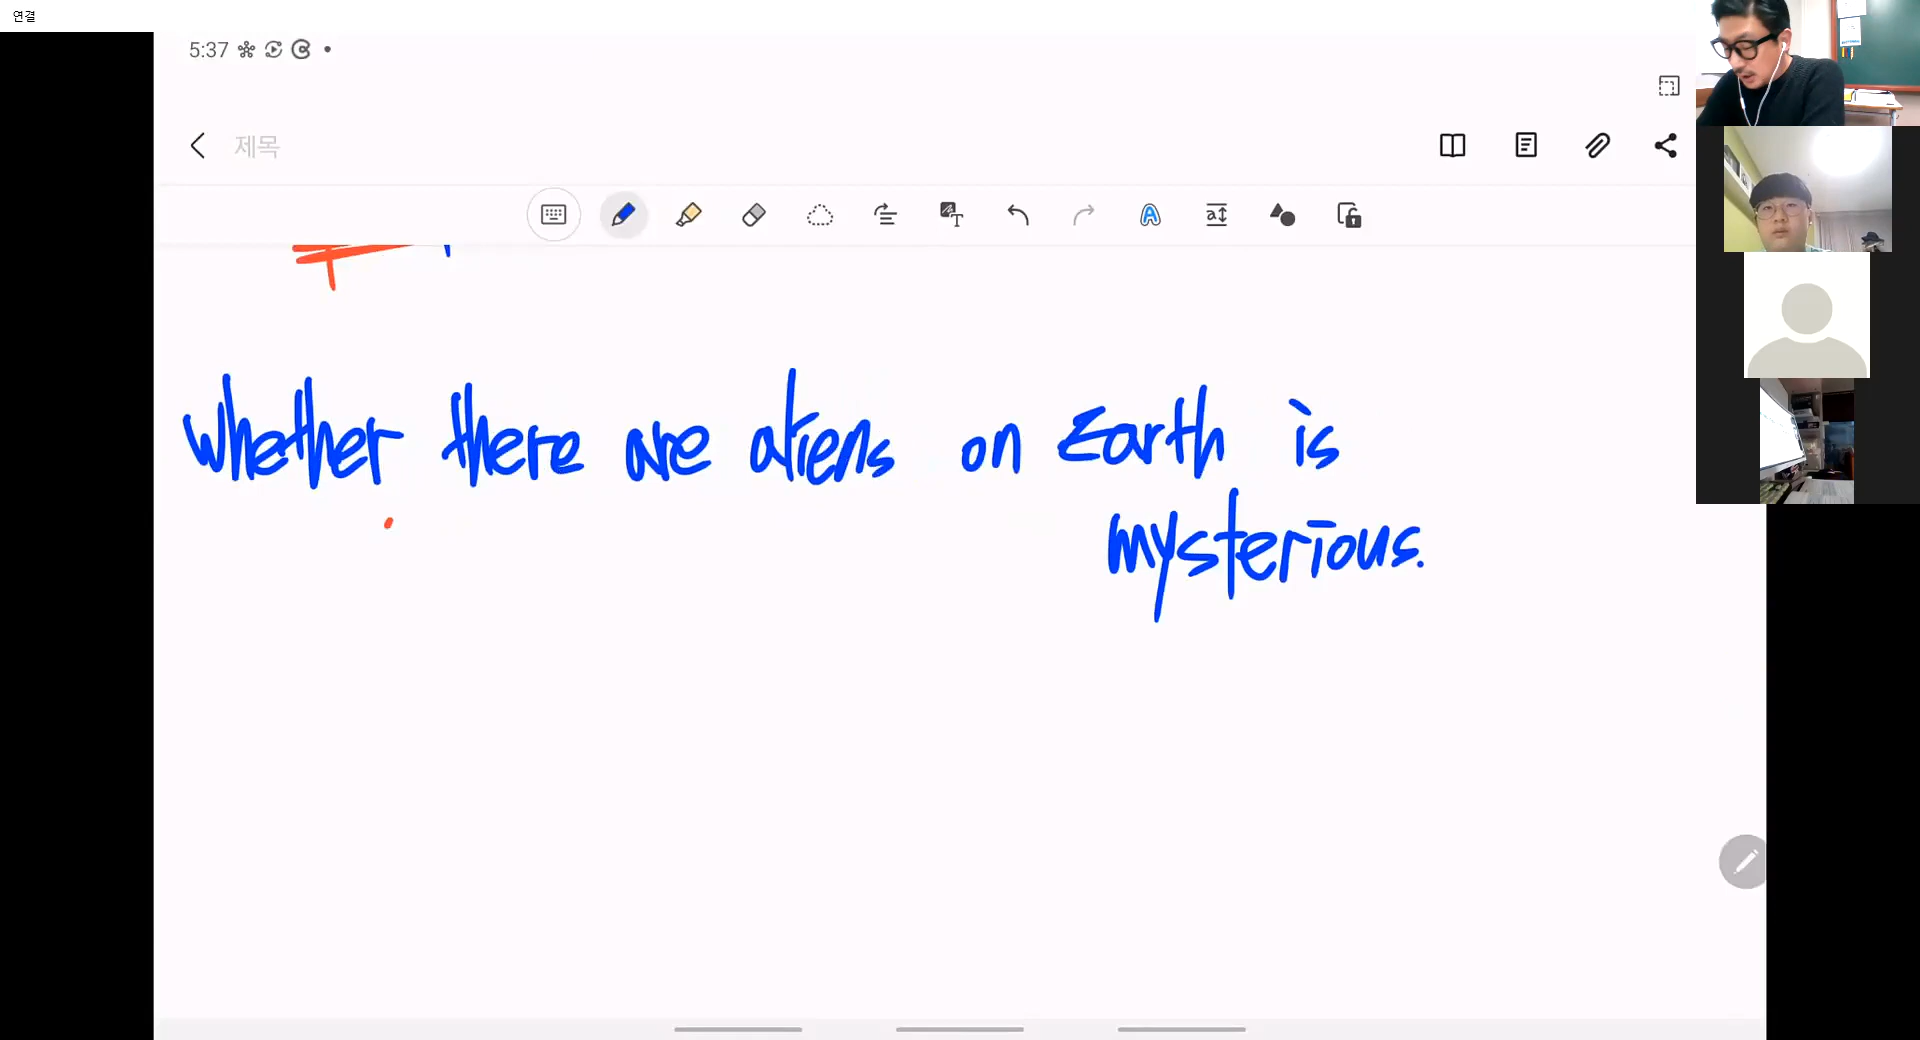 연결
5:37
제목
whether there are aliens on Earth is
mysterious.